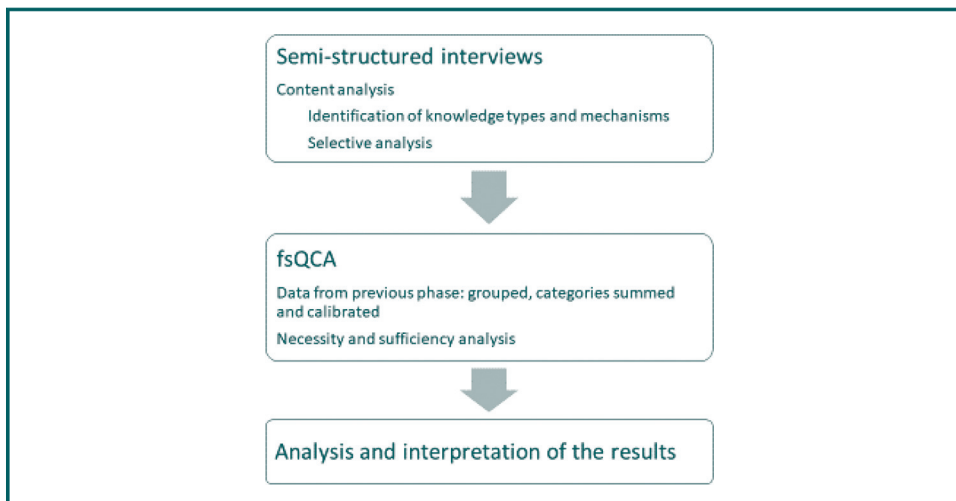 Semi-structured interviews
Content analysis
Identification of knowledge types and mechanisms
Selective analysis
fsQCA
Data from previous phase: grouped, categories summed
and calibrated
Necessity and sufficiency analysis
Analysis and interpretation of the results